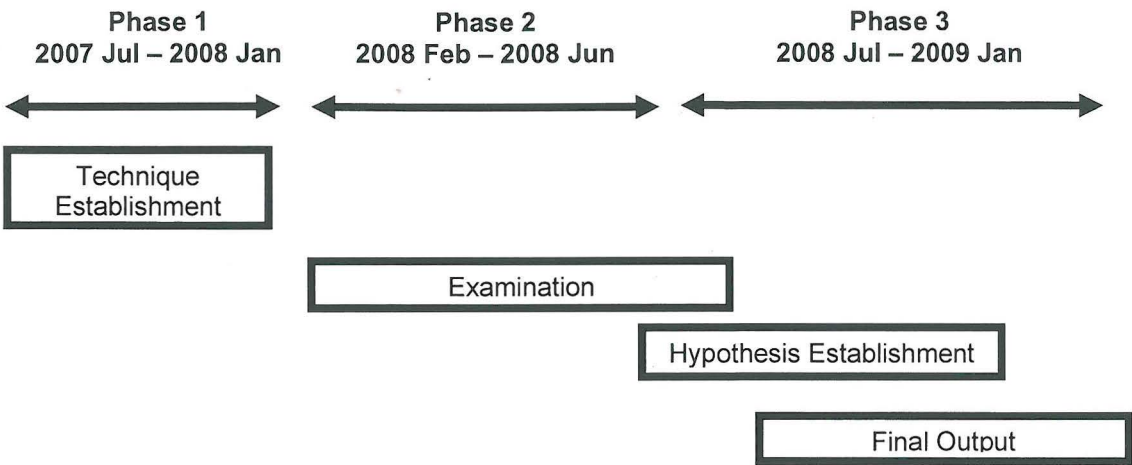 Phase 1
2007 Jul – 2008 Jan
Phase 2
2008 Feb – 2008 Jun
Phase 3
2008 Jul – 2009 Jan
Technique
Establishment
Examination
Hypothesis Establishment
Final Output